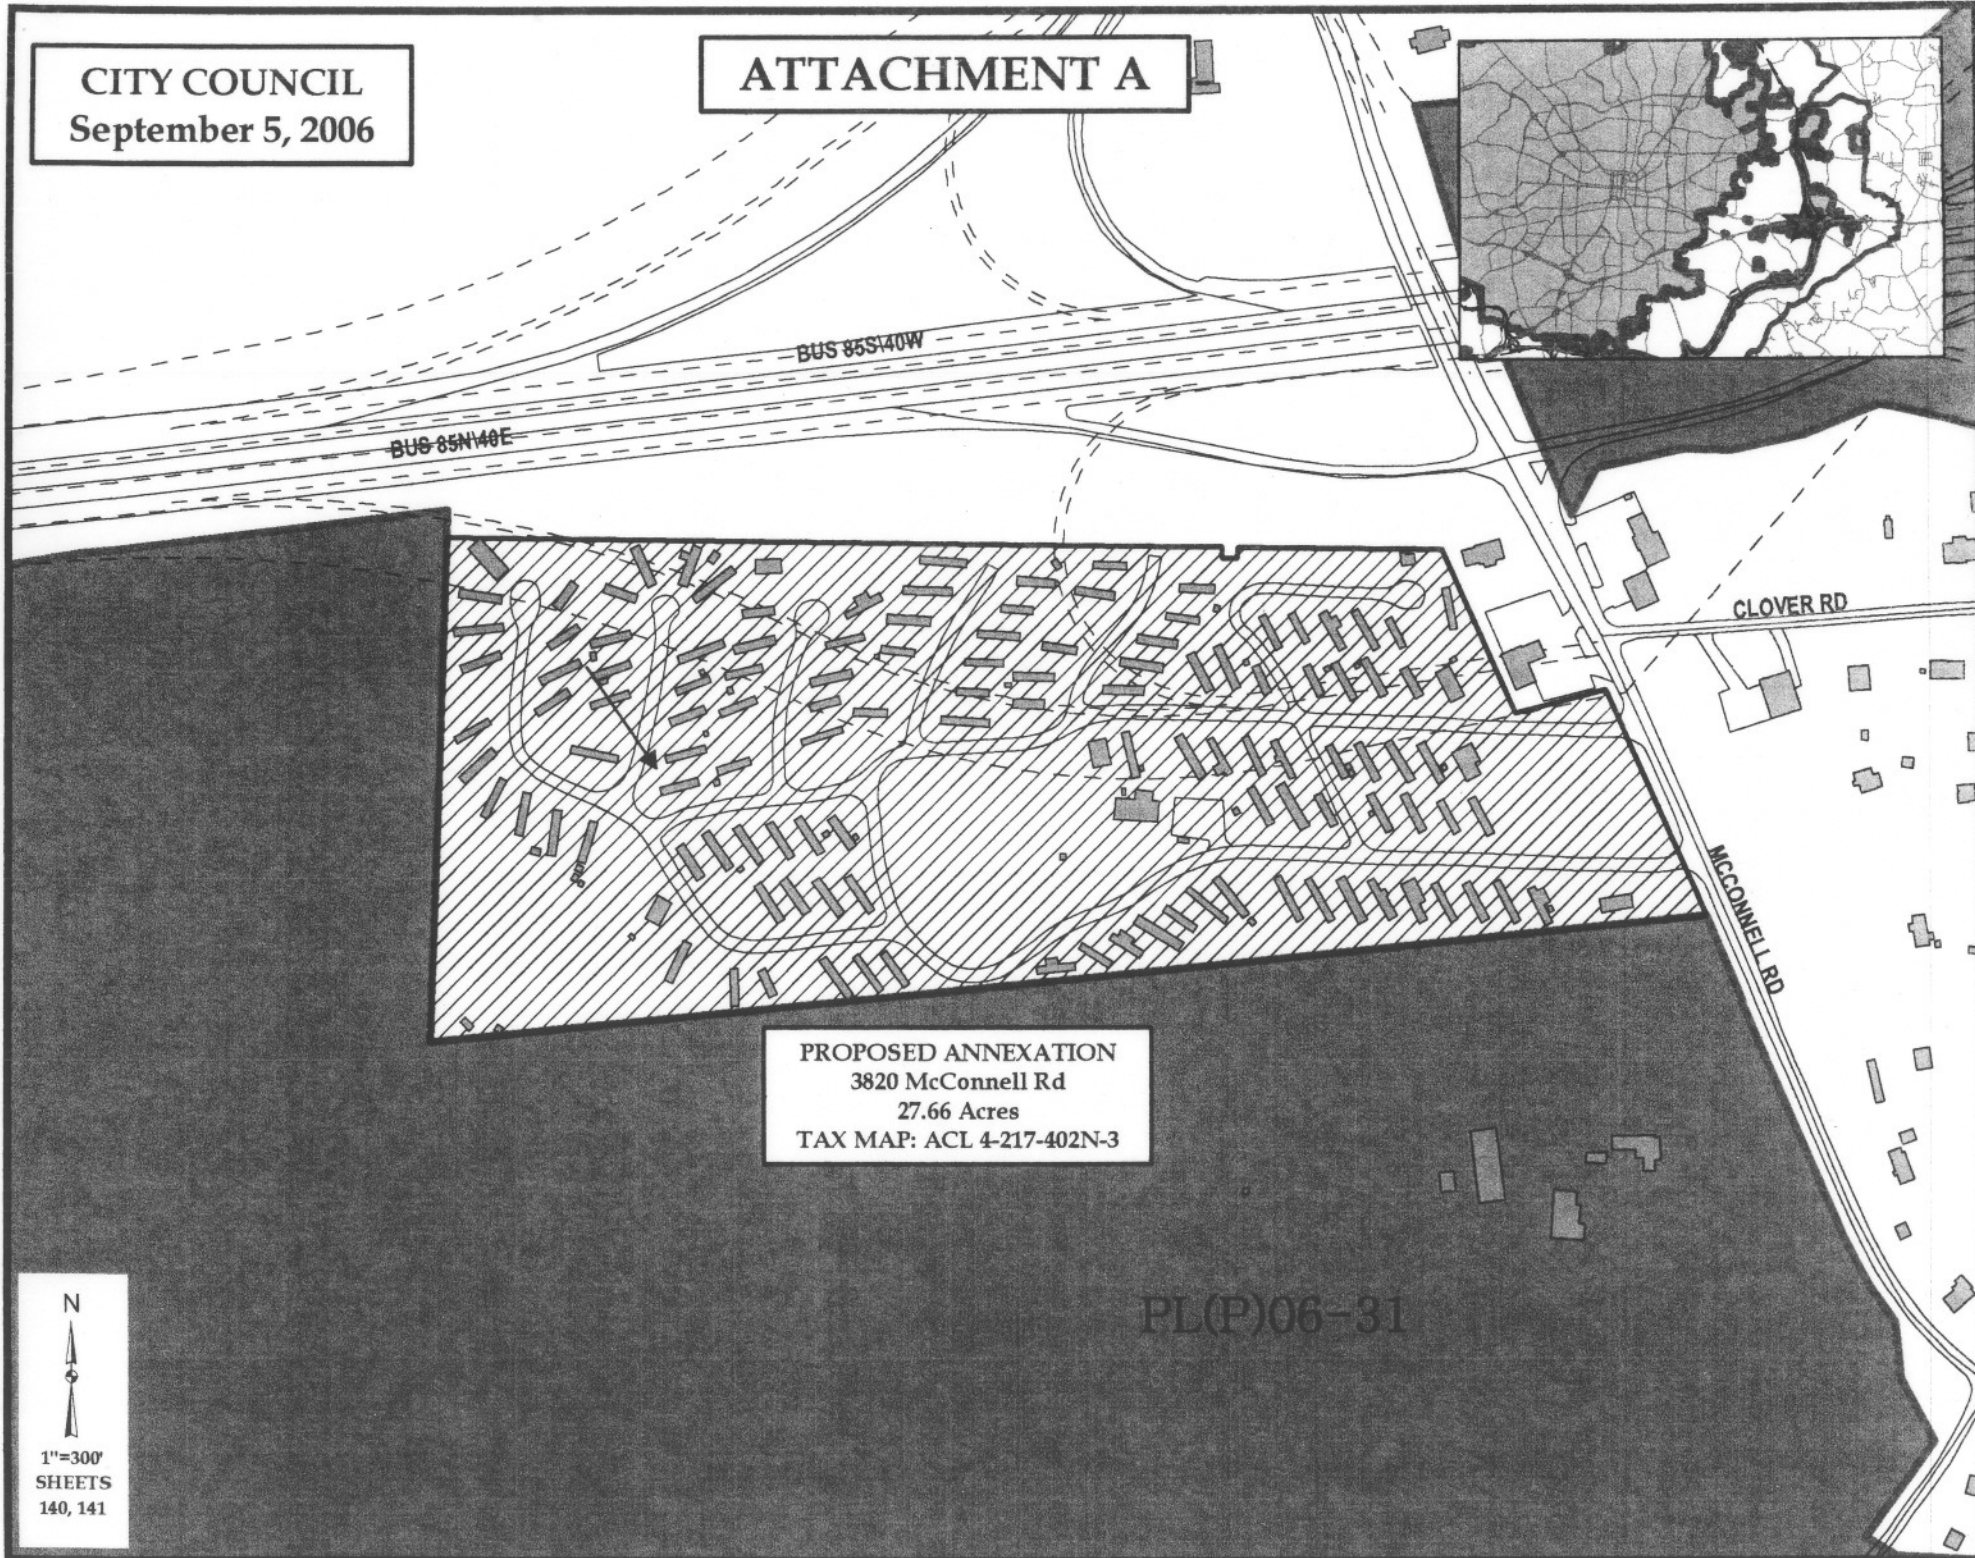 CITY COUNCIL
September 5, 2006
ATTACHMENT A
BUS 85S\40W
BUS 85N\40E
CLOVER RD
MCCONNELL RD
PROPOSED ANNEXATION
3820 McConnell Rd
27.66 Acres
TAX MAP: ACL 4-217-402N-3
PL(P)06-31
N
1"=300'
SHEETS
140, 141